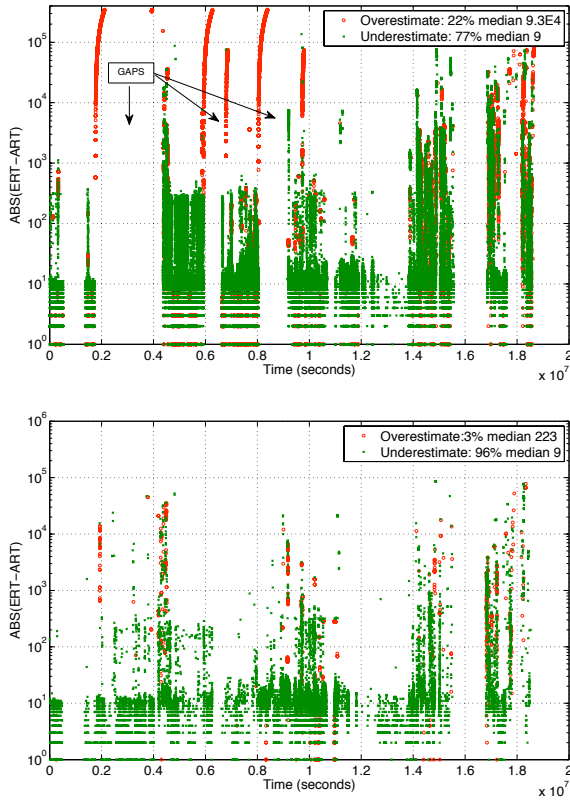 Overestimate: 22% median 9.3E4
Underestimate: 77% median 9
GAPS
ABS(ERT−ART)
10^5
10^4
10^3
10^2
10^1
10^0
0 0.2 0.4 0.6 0.8 1 1.2 1.4 1.6 1.8 2
Time (seconds)
x 10^7
Overestimate:3% median 223
Underestimate: 96% median 9
ABS(ERT−ART)
10^6
10^5
10^4
10^3
10^2
10^1
10^0
0 0.2 0.4 0.6 0.8 1 1.2 1.4 1.6 1.8 2
Time (seconds)
x 10^7